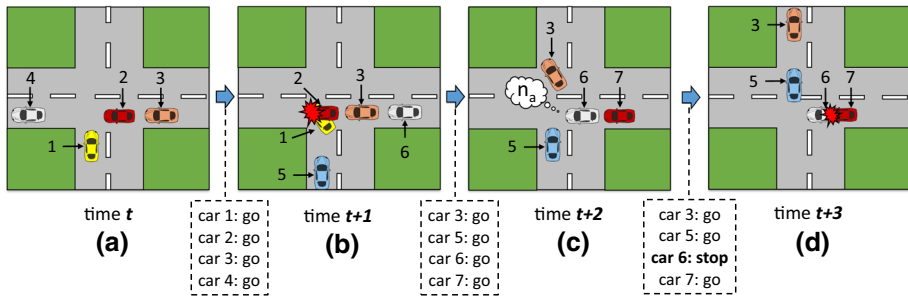 4
2
3
1
time t
(a)
car 1: go
car 2: go
car 3: go
car 4: go
2
3
1
6
5
time t+1
(b)
car 3: go
car 5: go
car 6: go
car 7: go
3
n_a
6
7
5
time t+2
(c)
car 3: go
car 5: go
car 6: stop
car 7: go
3
5
6
7
time t+3
(d)